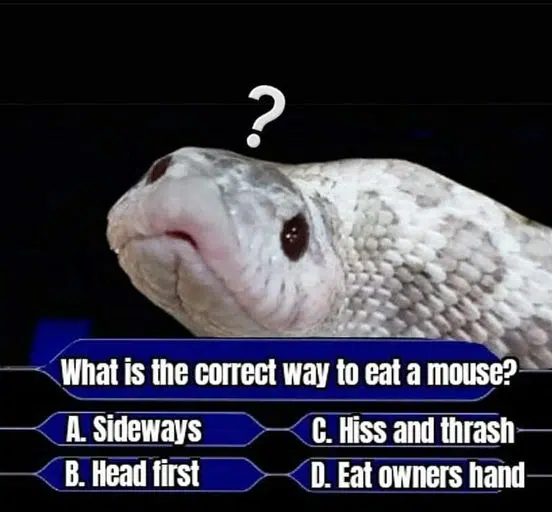 ?
What is the correct way to eat a mouse?
A. Sideways
C. Hiss and thrash
B. Head first
D. Eat owners hand